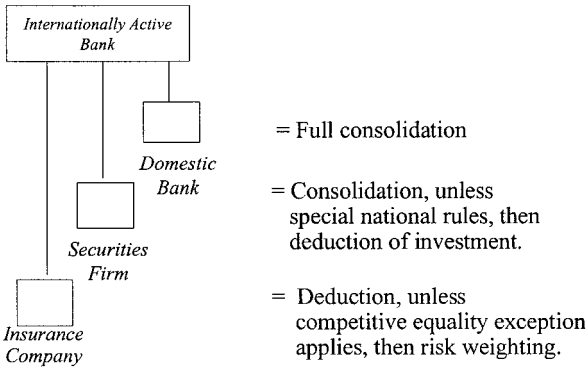 Internationally Active
Bank
Domestic
Bank
= Full consolidation
Securities
Firm
= Consolidation, unless
special national rules, then
deduction of investment.
Insurance
Company
= Deduction, unless
competitive equality exception
applies, then risk weighting.